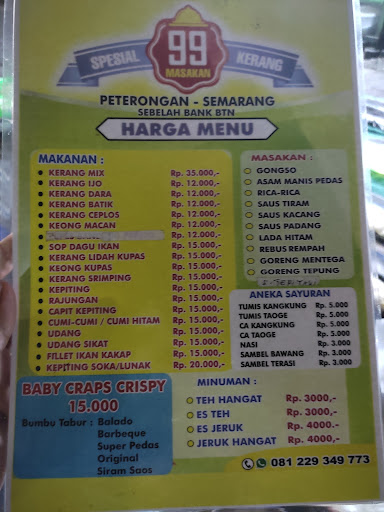 SPESIAL 99 MASAKAN KERANG
PETERONGAN - SEMARANG
SEBELAH BANK BTN
HARGA MENU
MAKANAN :
KERANG MIX Rp. 35.000,-
KERANG IJO Rp. 12.000,-
KERANG DARA Rp. 12.000,-
KERANG BATIK Rp. 12.000,-
KERANG CEPLOS Rp. 12.000,-
KEONG MACAN Rp. 12.000,-
Rp. 12.000,-
SOP DAGU IKAN Rp. 15.000,-
KERANG LIDAH KUPAS Rp. 15.000,-
KEONG KUPAS Rp. 15.000,-
KERANG SRIMPING Rp. 15.000,-
KEPITING Rp. 15.000,-
RAJUNGAN Rp. 15.000,-
CAPIT KEPITING Rp. 15.000,-
CUMI-CUMI / CUMI HITAM Rp. 15.000,-
UDANG Rp. 15.000,-
UDANG SIKAT Rp. 15.000,-
FILLET IKAN KAKAP Rp. 15.000,-
KEPITING SOKA/LUNAK Rp. 20.000,-
MASAKAN :
GONGSO
ASAM MANIS PEDAS
RICA-RICA
SAUS TIRAM
SAUS KACANG
SAUS PADANG
LADA HITAM
REBUS REMPAH
GORENG MENTEGA
GORENG TEPUNG
ANEKA SAYURAN
TUMIS KANGKUNG Rp. 5.000
TUMIS TAOGE Rp. 5.000
CA KANGKUNG Rp. 5.000
CA TAOGE Rp. 5.000
NASI Rp. 3.000
SAMBEL BAWANG Rp. 3.000
SAMBEL TERASI Rp. 3.000
BABY CRAPS CRISPY
15.000
Bumbu Tabur : Balado
Barbeque
Super Pedas
Original
Siram Saos
MINUMAN :
TEH HANGAT Rp. 3000,-
ES TEH Rp. 3000,-
ES JERUK Rp. 4000.-
JERUK HANGAT Rp. 4000,-
081 229 349 773